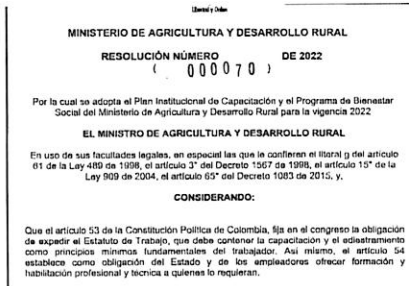 Libertad y Orden
MINISTERIO DE AGRICULTURA Y DESARROLLO RURAL
RESOLUCIÓN NÚMERO DE 2022
( 000070 )
Por la cual se adopta el Plan Institucional de Capacitación y el Programa de Bienestar
Social del Ministerio de Agricultura y Desarrollo Rural para la vigencia 2022
EL MINISTRO DE AGRICULTURA Y DESARROLLO RURAL
En uso de sus facultades legales, en especial las que le confieren el literal g del artículo
61 de la Ley 489 de 1998, el artículo 3° del Decreto 1567 de 1998, el artículo 15° de la
Ley 909 de 2004, el artículo 65° del Decreto 1083 de 2015, y,
CONSIDERANDO:
Que el artículo 53 de la Constitución Política de Colombia, fija en el congreso la obligación
de expedir el Estatuto de Trabajo, que debe contener la capacitación y el adiestramiento
como principios mínimos fundamentales del trabajador. Así mismo, el artículo 54
establece como obligación del Estado y de los empleadores ofrecer formación y
habilitación profesional y técnica a quienes lo requieran.